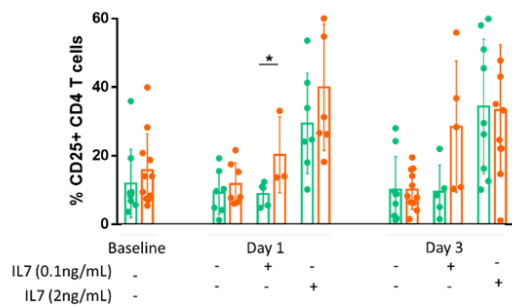 60
40
20
0
% CD25+ CD4 T cells
*
Baseline Day 1 Day 3
IL7 (0.1ng/mL) - - + - - + -
IL7 (2ng/mL) - - - + - - +